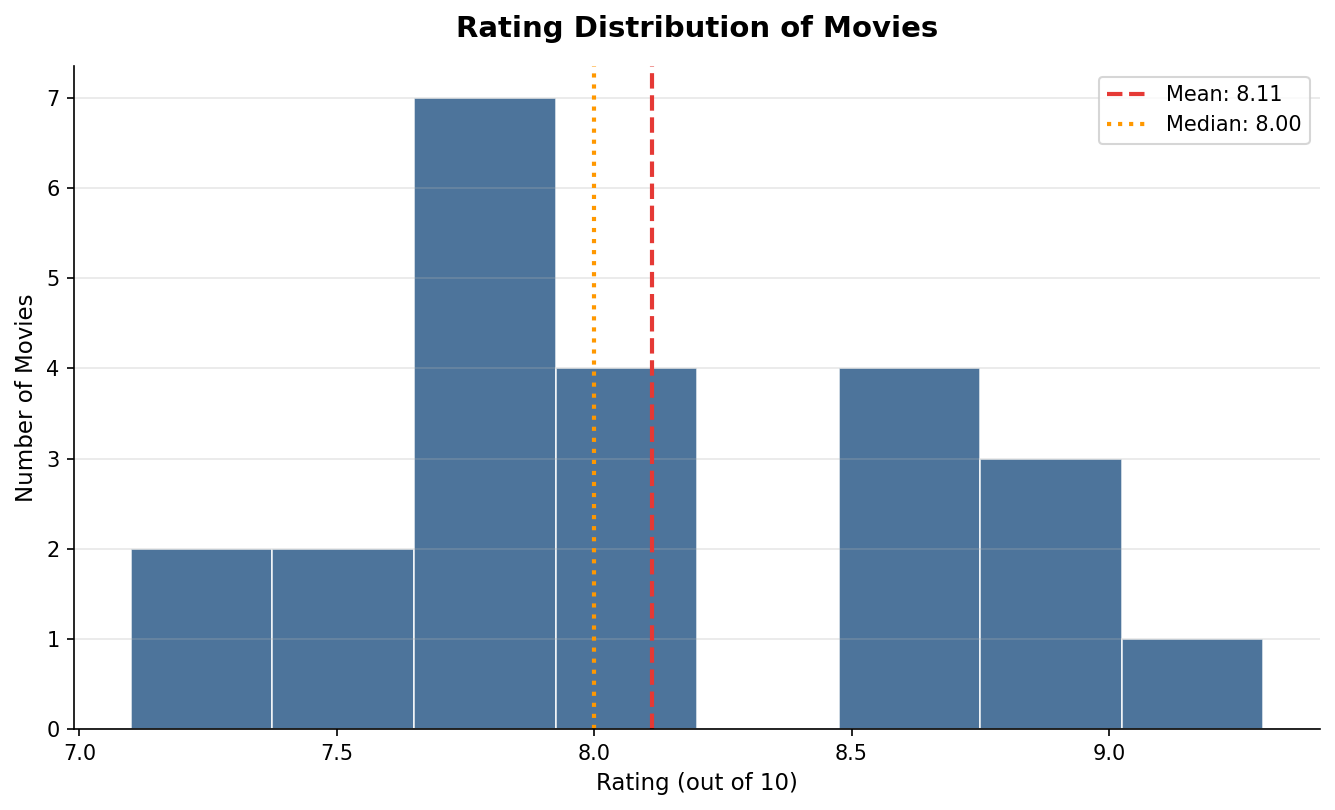 Rating Distribution of Movies
Mean: 8.11
Median: 8.00
Number of Movies
7
6
5
4
3
2
1
0
7.0 7.5 8.0 8.5 9.0
Rating (out of 10)